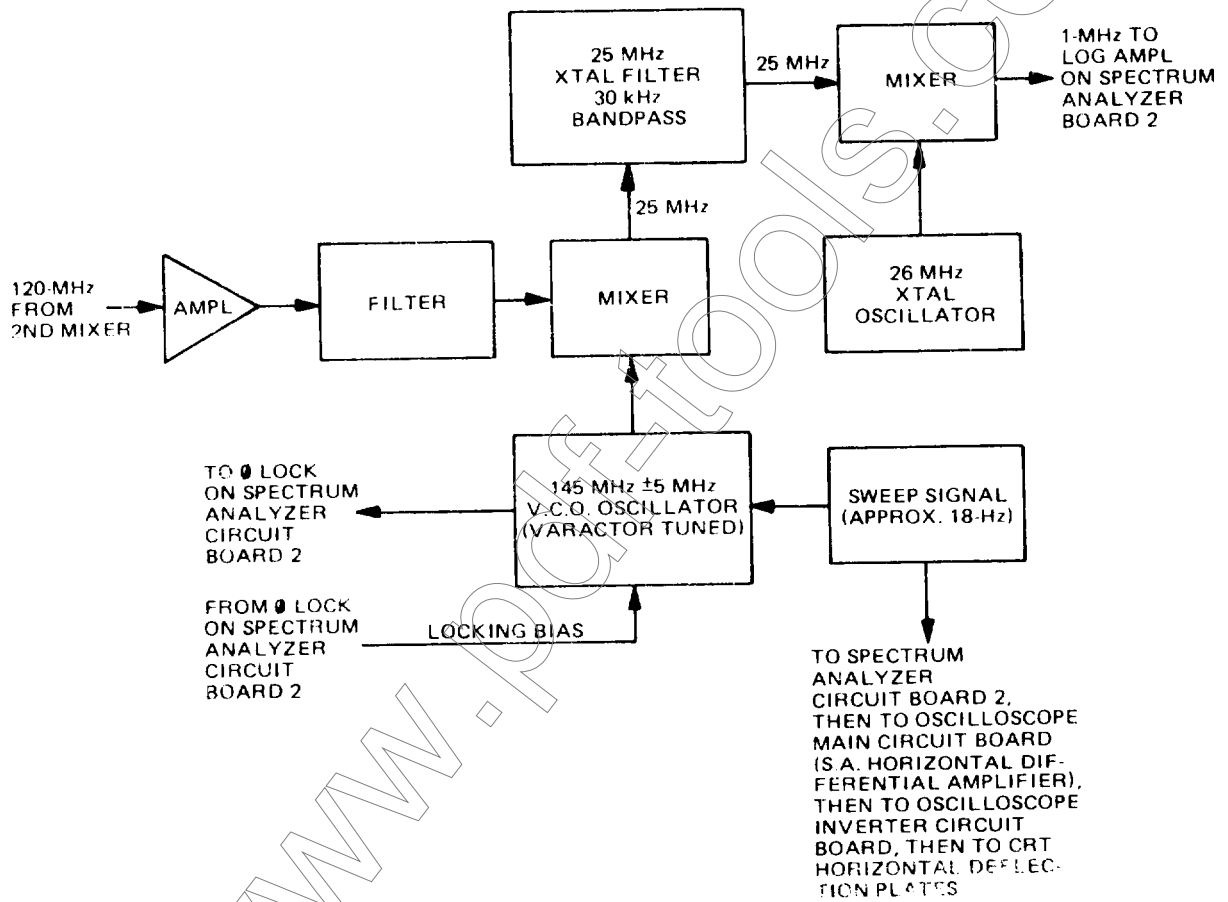 25 MHz
XTAL FILTER
30 kHz
BANDPASS
25 MHz
MIXER
1-MHz TO
LOG AMPL
ON SPECTRUM
ANALYZER
BOARD 2
25 MHz
120-MHz
FROM
2ND MIXER
AMPL
FILTER
MIXER
26 MHz
XTAL
OSCILLATOR
TO Ø LOCK
ON SPECTRUM
ANALYZER
CIRCUIT
BOARD 2
145 MHz ±5 MHz
V.C.O. OSCILLATOR
(VARACTOR TUNED)
SWEEP SIGNAL
(APPROX. 18-Hz)
FROM Ø LOCK
ON SPECTRUM
ANALYZER
CIRCUIT
BOARD 2
LOCKING BIAS
TO SPECTRUM
ANALYZER
CIRCUIT BOARD 2,
THEN TO OSCILLOSCOPE
MAIN CIRCUIT BOARD
(S.A. HORIZONTAL DIF-
FERENTIAL AMPLIFIER),
THEN TO OSCILLOSCOPE
INVERTER CIRCUIT
BOARD, THEN TO CRT
HORIZONTAL DEFLEC-
TION PLATES
www.pdf-tools.co